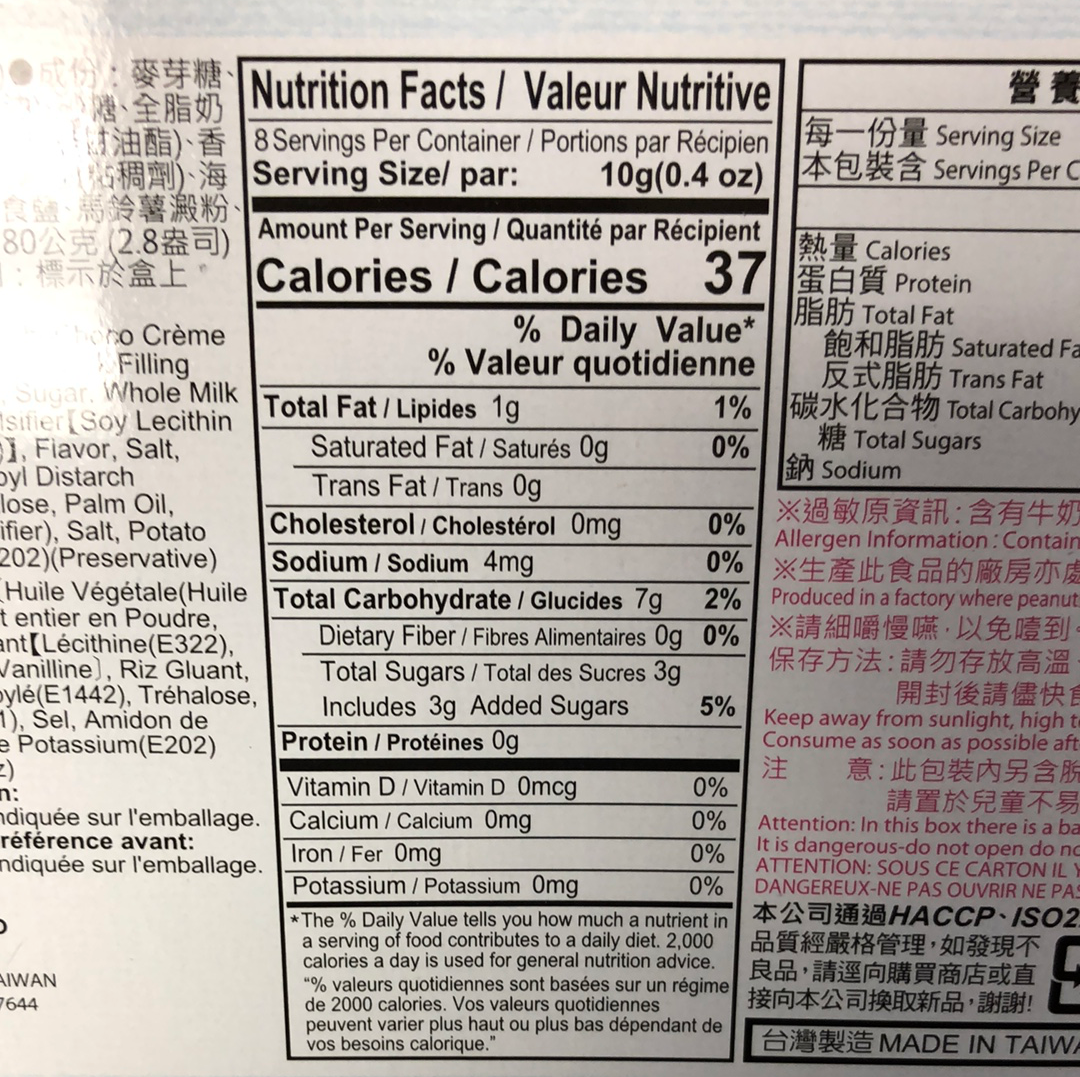 成份：麥芽糖、
糖、全脂奶
油酯)、香
粘稠劑)、海
食鹽、馬鈴薯澱粉、
80公克(2.8盎司)
：標示於盒上。
Choco Crème
Filling
Sugar, Whole Milk
[Soy Lecithin
], Flavor, Salt,
Distarch
Palm Oil,
Salt, Potato
202)(Preservative)
Huile Végétale(Huile
entier en Poudre,
【Lécithine(E322),
Vanilline), Riz Gluant,
(E1442), Tréhalose,
Sel, Amidon de
Potassium(E202)
indiquée sur l'emballage.
référence avant:
indiquée sur l'emballage.
7644
Nutrition Facts / Valeur Nutritive
8 Servings Per Container / Portions par Récipien
Serving Size/ par: 10g(0.4 oz)
Amount Per Serving / Quantité par Récipient
Calories / Calories 37
% Daily Value*
% Valeur quotidienne
Total Fat / Lipides 1g 1%
Saturated Fat / Saturés 0g 0%
Trans Fat / Trans 0g
Cholesterol / Cholestérol 0mg 0%
Sodium / Sodium 4mg 0%
Total Carbohydrate / Glucides 7g 2%
Dietary Fiber / Fibres Alimentaires 0g 0%
Total Sugars / Total des Sucres 3g
Includes 3g Added Sugars 5%
Protein / Protéines 0g
Vitamin D / Vitamin D 0mcg 0%
Calcium / Calcium 0mg 0%
Iron / Fer 0mg 0%
Potassium / Potassium 0mg 0%
*The % Daily Value tells you how much a nutrient in
a serving of food contributes to a daily diet. 2,000
calories a day is used for general nutrition advice.
"% valeurs quotidiennes sont basées sur un régime
de 2000 calories. Vos valeurs quotidiennes
peuvent varier plus haut ou plus bas dépendant de
vos besoins calorique."
營養
每一份量 Serving Size
本包裝含 Servings Per
熱量 Calories
蛋白質 Protein
脂肪 Total Fat
飽和脂肪 Saturated
反式脂肪 Trans Fat
碳水化合物 Total
糖 Total Sugars
鈉 Sodium
※過敏原資訊：含有牛奶
Allergen Information: Contain
※生產此食品的廠房亦處
Produced in a factory where peanut
※請細嚼慢嚥，以免噎到
保存方法：請勿存放高溫
開封後請儘快食
Keep away from sunlight, high
Consume as soon as possible
注 意：此包裝內另含脫
請置於兒童不易
Attention: In this box there is a
It is dangerous-do not open do
ATTENTION: SOUS CE CARTON IL
DANGEREUX-NE PAS OUVRIR NE PAS
本公司通過HACCP、ISO2
品質經嚴格管理，如發現不
良品，請逕向購買商店或直
接向本公司換取新品，謝謝!
台灣製造 MADE IN